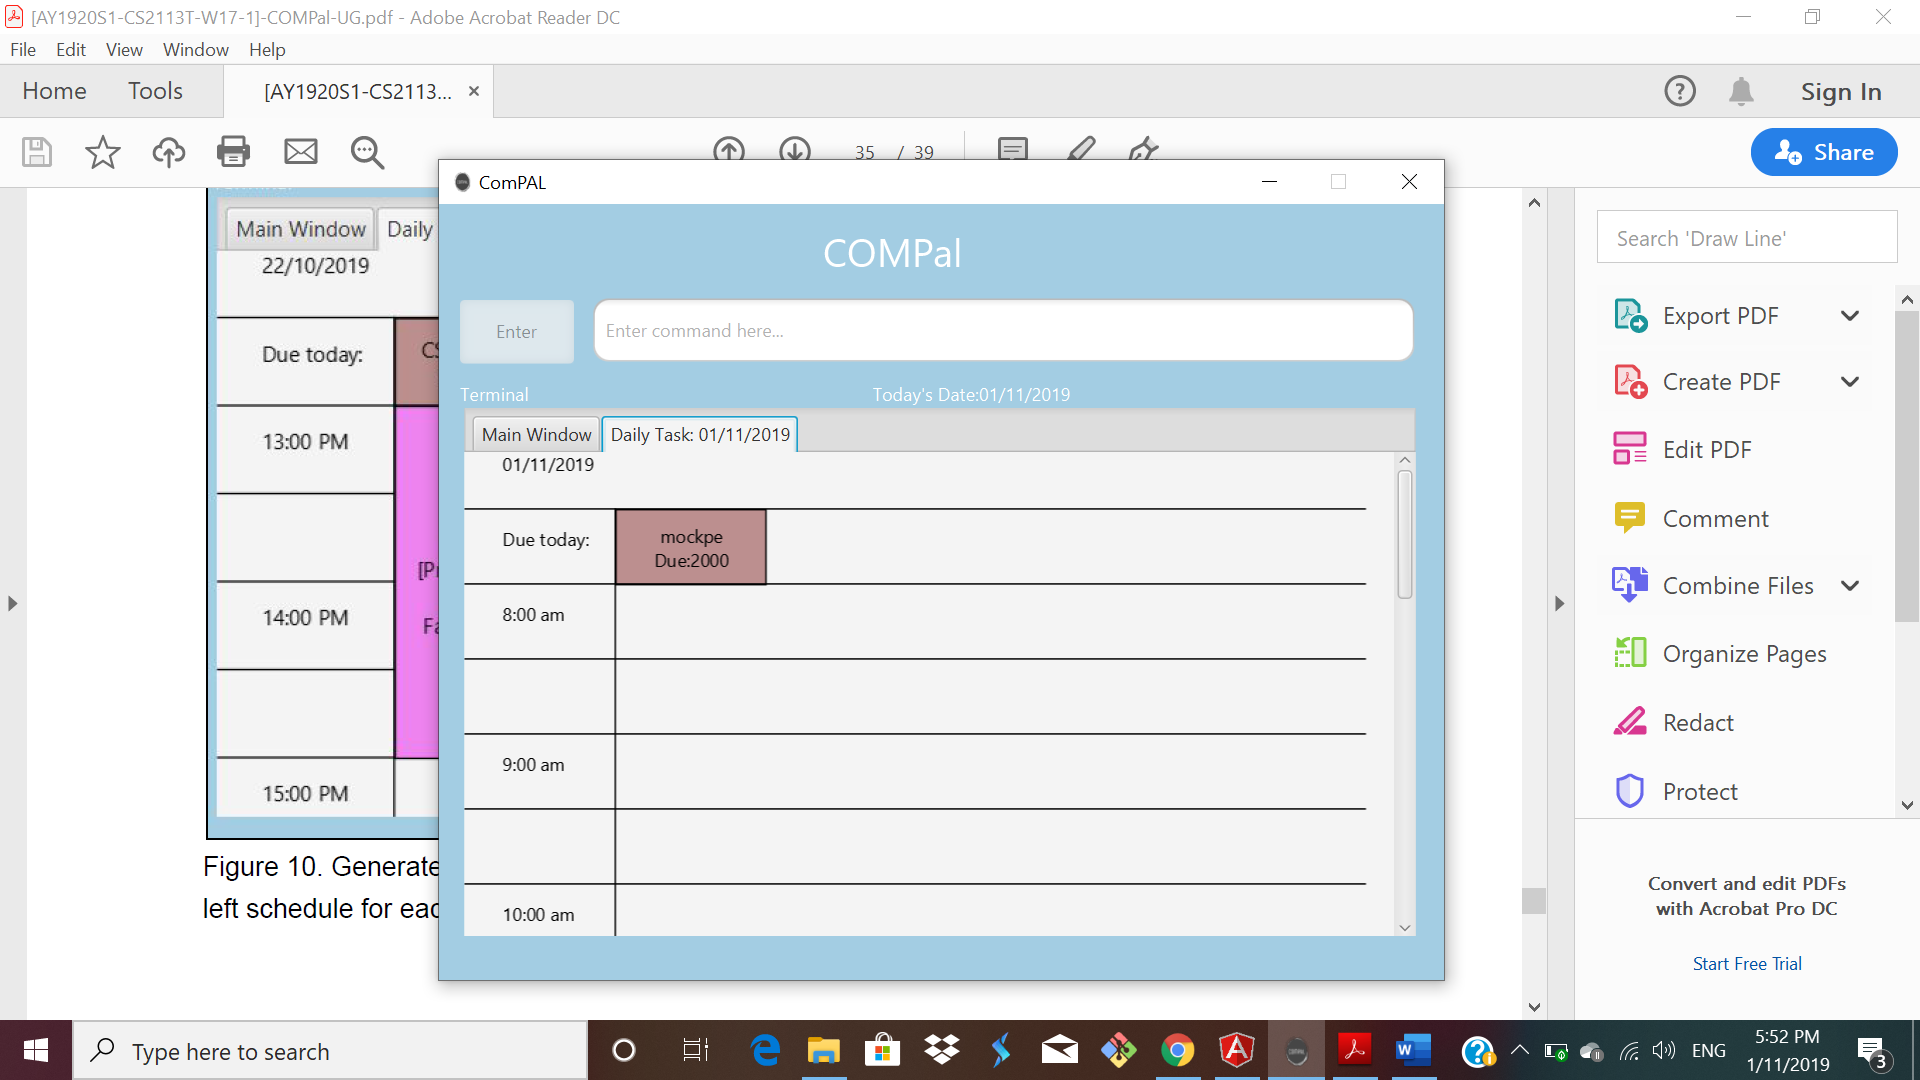 [AY1920S1-CS2113T-W17-1]-COMPal-UG.pdf - Adobe Acrobat Reader DC
File Edit View Window Help
Home Tools [AY1920S1-CS2113... × Sign In
35 / 39 Share
ComPAL
COMPal
Enter Enter command here...
Terminal Today's Date:01/11/2019
Main Window Daily Task: 01/11/2019
01/11/2019
Due today: mockpe
Due:2000
8:00 am
9:00 am
10:00 am
Main Window Daily
22/10/2019
Due today:
13:00 PM
14:00 PM
15:00 PM
Figure 10. Generate
left schedule for eac
Search 'Draw Line'
Export PDF
Create PDF
Edit PDF
Comment
Combine Files
Organize Pages
Redact
Protect
Convert and edit PDFs
with Acrobat Pro DC
Start Free Trial
Type here to search
ENG
5:52 PM
1/11/2019
3